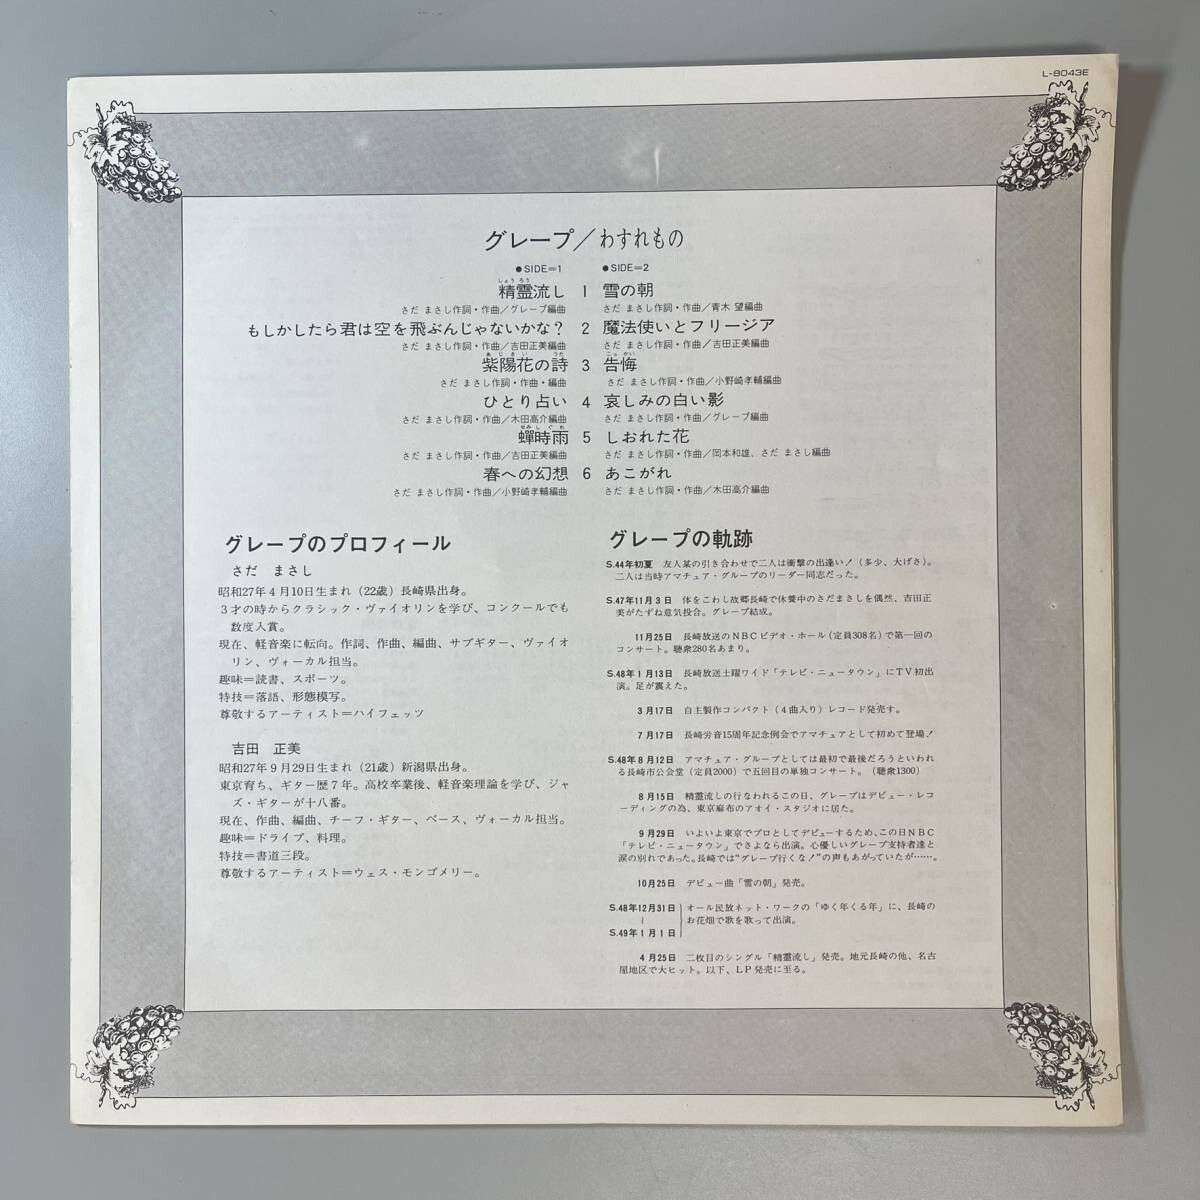 L-8043E
グレープ／わすれもの
●SIDE=1
しょうろう
精霊流し 1
さだ まさし作詞・作曲／グレープ編曲
もしかしたら君は空を飛ぶんじゃないかな? 2
さだ まさし作詞・作曲／吉田正美編曲
あじさい うた
紫陽花の詩 3
さだ まさし作詞・作曲・編曲
ひとり占い 4
さだ まさし作詞・作曲／木田高介編曲
せみしぐれ
蟬時雨 5
さだ まさし作詞・作曲／吉田正美編曲
春への幻想 6
さだ まさし作詞・作曲／小野崎孝輔編曲
●SIDE=2
雪の朝
さだ まさし作詞・作曲／青木 望編曲
魔法使いとフリージア
さだ まさし作詞・作曲／吉田正美編曲
こっかい
告悔
さだ まさし作詞・作曲／小野崎孝輔編曲
哀しみの白い影
さだ まさし作詞・作曲／グレープ編曲
しおれた花
さだ まさし作詞・作曲／岡本和雄、さだ まさし編曲
あこがれ
さだ まさし作詞・作曲／木田高介編曲
グレープのプロフィール
さだ まさし
昭和27年4月10日生まれ（22歳）長崎県出身。
3才の時からクラシック・ヴァイオリンを学び、コンクールでも
数度入賞。
現在、軽音楽に転向。作詞、作曲、編曲、サブギター、ヴァイオ
リン、ヴォーカル担当。
趣味＝読書、スポーツ。
特技＝落語、形態模写。
尊敬するアーティスト＝ハイフェッツ
吉田 正美
昭和27年9月29日生まれ（21歳）新潟県出身。
東京育ち、ギター歴7年。高校卒業後、軽音楽理論を学び、ジャ
ズ・ギターが十八番。
現在、作曲、編曲、チーフ・ギター、ベース、ヴォーカル担当。
趣味＝ドライブ、料理。
特技＝書道三段。
尊敬するアーティスト＝ウェス・モンゴメリー。
グレープの軌跡
S.44年初夏 友人某の引き合わせで二人は衝撃の出逢い！（多少、大げさ）。
二人は当時アマチュア・グループのリーダー同志だった。
S.47年11月3日 体をこわし故郷長崎で休養中のさだまさしを偶然、吉田正
美がたずね意気投合。グレープ結成。
11月25日 長崎放送のNBCビデオ・ホール（定員308名）で第一回の
コンサート。聴衆280名あまり。
S.48年1月13日 長崎放送土曜ワイド「テレビ・ニュータウン」にTV初出
演。足が震えた。
3月17日 自主製作コンパクト（4曲入り）レコード発売す。
7月17日 長崎労音15周年記念例会でアマチュアとして初めて登場！
S.48年8月12日 アマチュア・グループとしては最初で最後だろうといわれ
る長崎市公会堂（定員2000）で五回目の単独コンサート。（聴衆1300）
8月15日 精霊流しの行なわれるこの日、グレープはデビュー・レコ
ーディングの為、東京麻布のアオイ・スタジオに居た。
9月29日 いよいよ東京でプロとしてデビューするため、この日NBC
「テレビ・ニュータウン」でさよなら出演。心優しいグレープ支持者達と
涙の別れであった。長崎では“グレープ行くな！”の声もあがっていたが……。
10月25日 デビュー曲「雪の朝」発売。
S.48年12月31日
〜
S.49年1月1日
オール民放ネット・ワークの「ゆく年くる年」に、長崎の
お花畑で歌を歌って出演。
4月25日 二枚目のシングル「精霊流し」発売。地元長崎の他、名古
屋地区で大ヒット。以下、LP発売に至る。